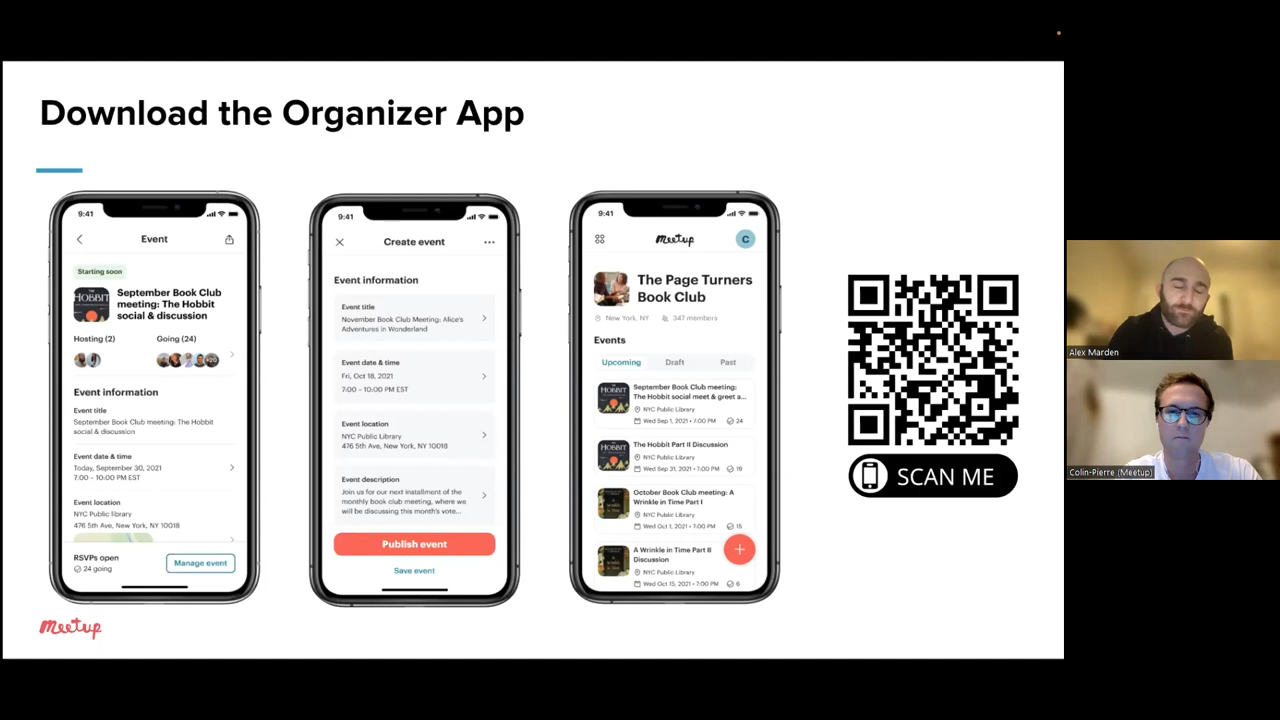 Download the Organizer App
9:41
Event
Starting soon
September Book Club
meeting: The Hobbit
social & discussion
Hosting (2)
Going (24)
Event information
Event title
September Book Club meeting: The Hobbit
social & discussion
Event date & time
Today, September 30, 2021
7:00 - 10:00 PM EST
Event location
NYC Public library
476 5th Ave, New York, NY 10018
RSVPs open
24 going
Manage event
9:41
Create event
Event information
Event title
November Book Club Meeting: Alice's
Adventures in Wonderland
Event date & time
Fri, Oct 18, 2021
7:00 - 10:00 PM EST
Event location
NYC Public Library
476 5th Ave, New York, NY 10018
Event description
Join us for our next installment of the
monthly book club meeting, where we
will be discussing this month's vote...
Publish event
Save event
9:41
meetup
C
The Page Turners
Book Club
New York, NY
347 members
Events
Upcoming
Draft
Past
September Book Club meeting:
The Hobbit social meet & greet a...
NYC Public Library
Wed Sep 1, 2021 • 7:00 PM
24
The Hobbit Part II Discussion
NYC Public Library
Wed Sep 31, 2021 • 7:00 PM
19
October Book Club meeting: A
Wrinkle in Time Part I
NYC Public Library
Wed Oct 1, 2021 • 7:00 PM
15
A Wrinkle in Time Part II
Discussion
NYC Public Library
Wed Oct 15, 2021 • 7:00 PM
6
SCAN ME
meetup
Alex Marden
Colin-Pierre (Meetup)